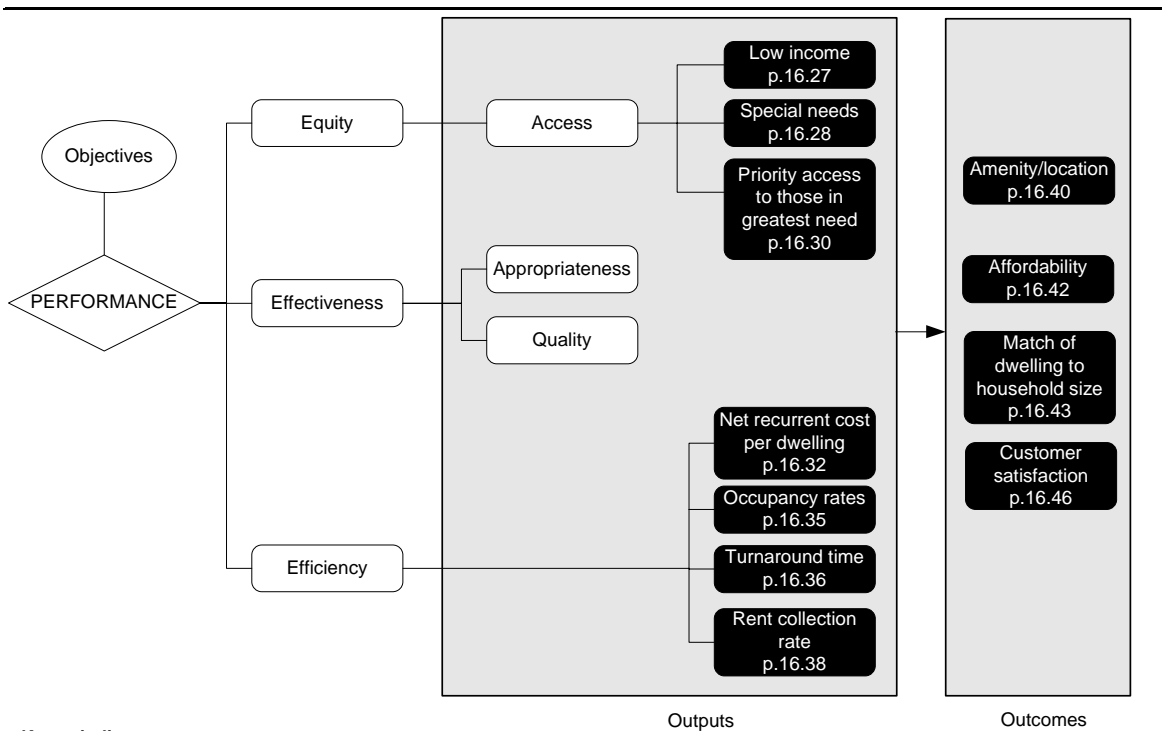 Objectives
PERFORMANCE
Equity
Effectiveness
Efficiency
Access
Appropriateness
Quality
Low income
p.16.27
Special needs
p.16.28
Priority access
to those in
greatest need
p.16.30
Net recurrent cost
per dwelling
p.16.32
Occupancy rates
p.16.35
Turnaround time
p.16.36
Rent collection
rate
p.16.38
Outputs
Amenity/location
p.16.40
Affordability
p.16.42
Match of
dwelling to
household size
p.16.43
Customer
satisfaction
p.16.46
Outcomes